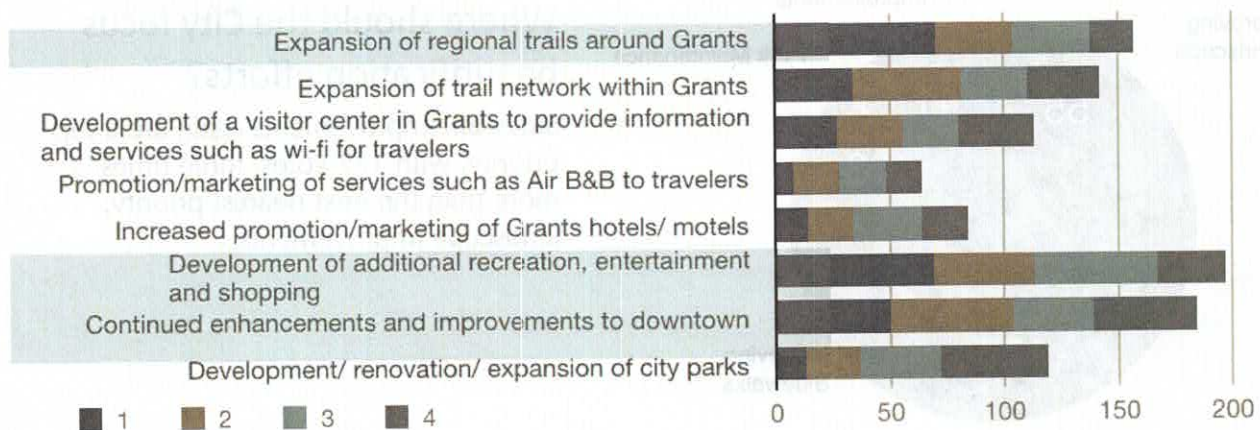 Expansion of regional trails around Grants
Expansion of trail network within Grants
Development of a visitor center in Grants to provide information
and services such as wi-fi for travelers
Promotion/marketing of services such as Air B&B to travelers
Increased promotion/marketing of Grants hotels/ motels
Development of additional recreation, entertainment
and shopping
Continued enhancements and improvements to downtown
Development/ renovation/ expansion of city parks
1 2 3 4
0 50 100 150 200